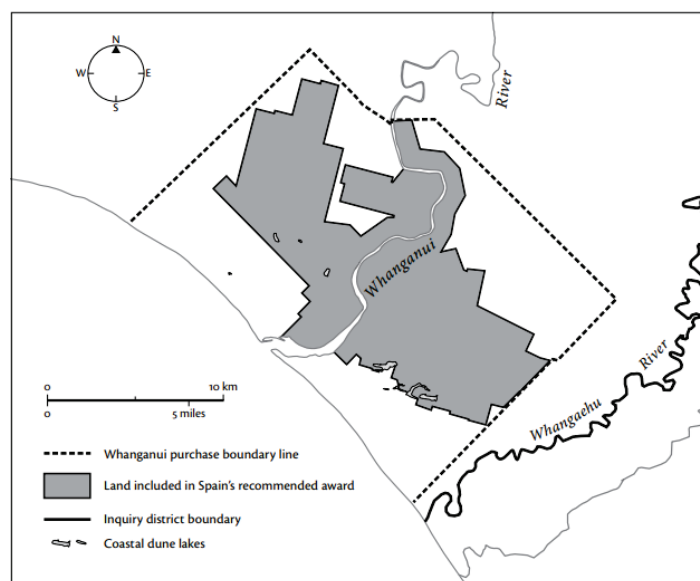 N
W E
S
River
Whanganui
River
Whangaehu
0 10 km
0 5 miles
Whanganui purchase boundary line
Land included in Spain's recommended award
Inquiry district boundary
Coastal dune lakes